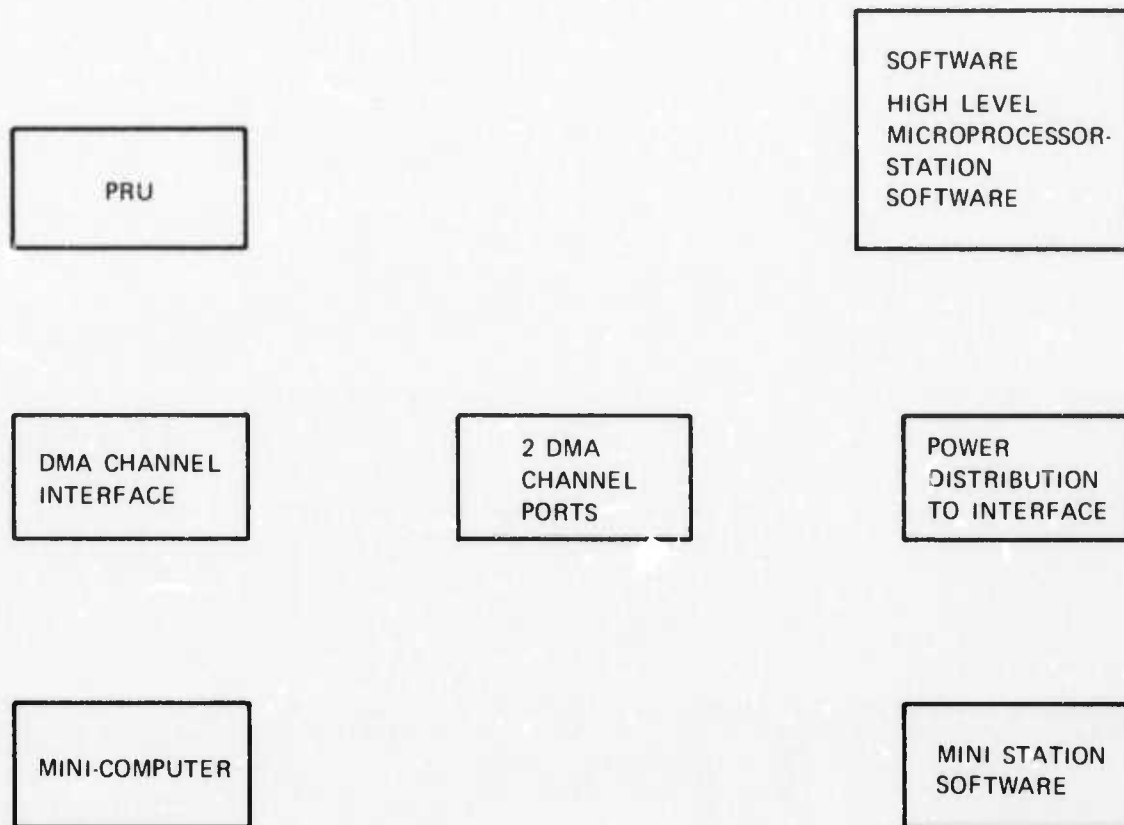 SOFTWARE
HIGH LEVEL
MICROPROCESSOR-
STATION
SOFTWARE
PRU
DMA CHANNEL
INTERFACE
2 DMA
CHANNEL
PORTS
POWER
DISTRIBUTION
TO INTERFACE
MINI-COMPUTER
MINI STATION
SOFTWARE